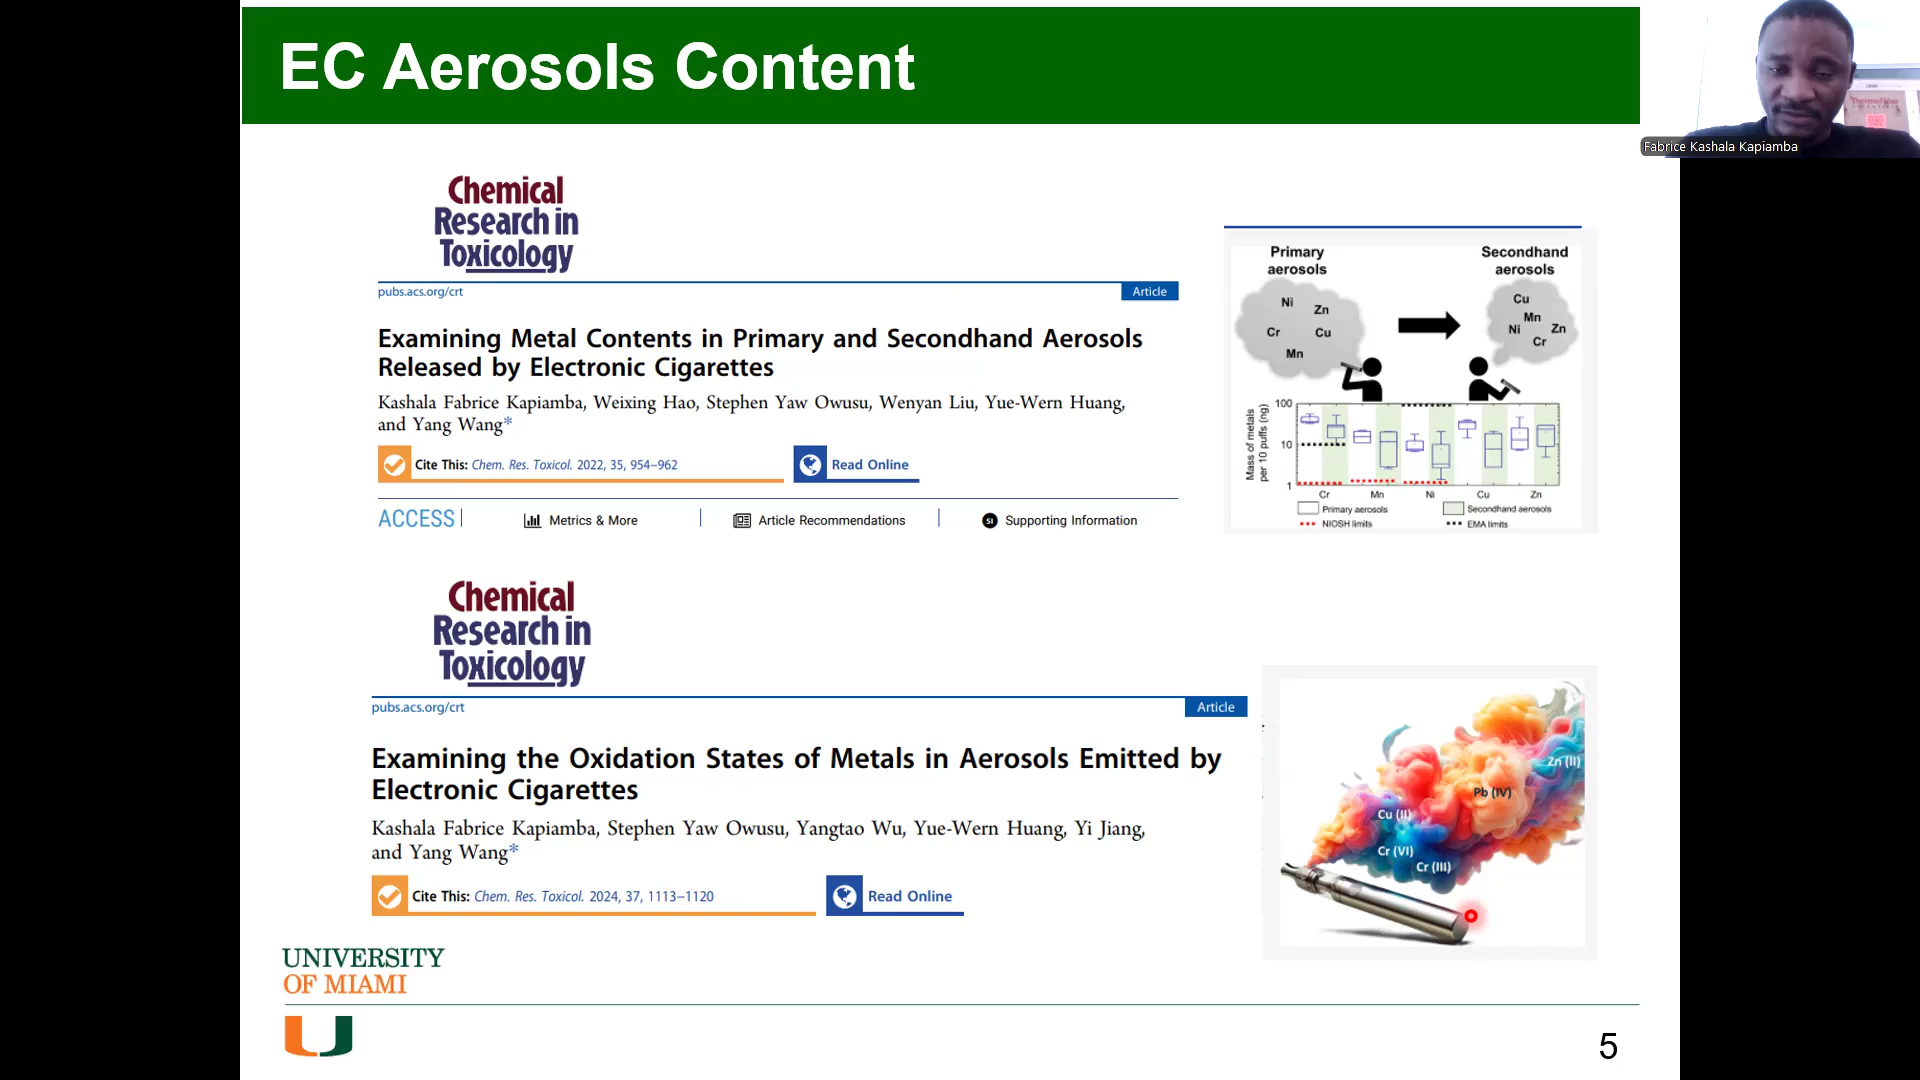 EC Aerosols Content
Fabrice Kashala Kapiamba
Chemical
Research in
Toxicology
pubs.acs.org/crt
Article
Examining Metal Contents in Primary and Secondhand Aerosols
Released by Electronic Cigarettes
Kashala Fabrice Kapiamba, Weixing Hao, Stephen Yaw Owusu, Wenyan Liu, Yue-Wern Huang,
and Yang Wang*
Cite This: Chem. Res. Toxicol. 2022, 35, 954–962
Read Online
ACCESS
Metrics & More
Article Recommendations
SI
Supporting Information
Primary
aerosols
Secondhand
aerosols
Ni
Zn
Cr
Cu
Mn
Cu
Mn
Ni
Zn
Cr
Mass of metals
per 10 puffs (ng)
100
10
1
Cr
Mn
Ni
Cu
Zn
Primary aerosols
Secondhand aerosols
NIOSH limits
EMA limits
Chemical
Research in
Toxicology
pubs.acs.org/crt
Article
Examining the Oxidation States of Metals in Aerosols Emitted by
Electronic Cigarettes
Kashala Fabrice Kapiamba, Stephen Yaw Owusu, Yangtao Wu, Yue-Wern Huang, Yi Jiang,
and Yang Wang*
Cite This: Chem. Res. Toxicol. 2024, 37, 1113–1120
Read Online
Zn (II)
Pb (IV)
Cu (II)
Cr (VI)
Cr (III)
UNIVERSITY
OF MIAMI
5